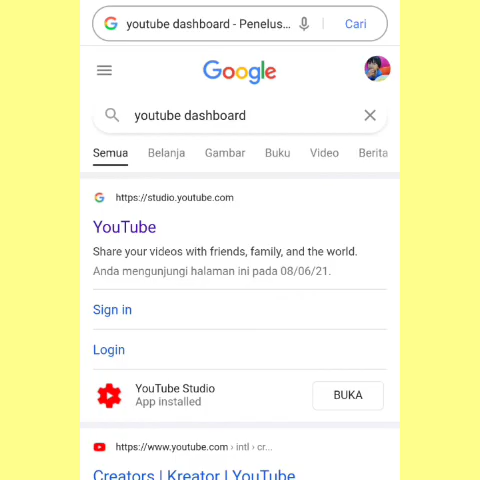 youtube dashboard - Penelus... Cari
Google
youtube dashboard
Semua Belanja Gambar Buku Video Berita
https://studio.youtube.com
YouTube
Share your videos with friends, family, and the world.
Anda mengunjungi halaman ini pada 08/06/21.
Sign in
Login
YouTube Studio
App installed
BUKA
https://www.youtube.com › intl › cr...
Creators | Kreator | YouTube